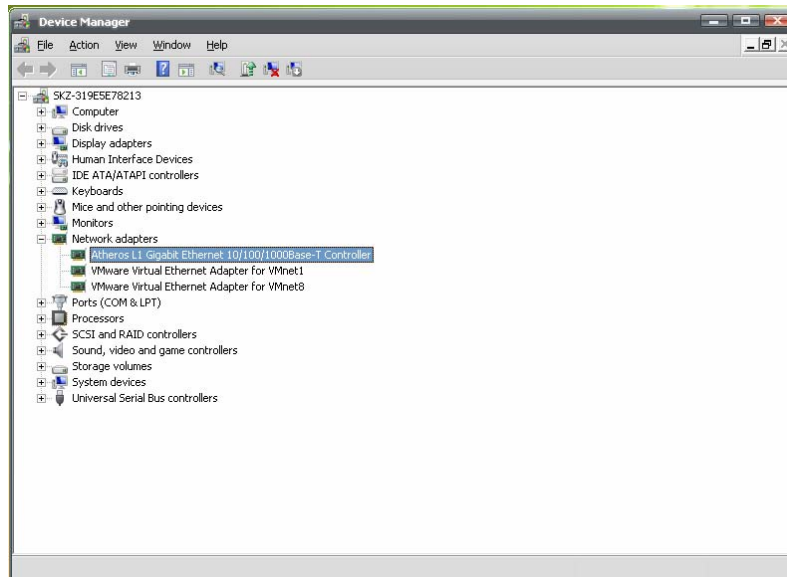 Device Manager
File Action View Window Help
SKZ-319E5E78213
Computer
Disk drives
Display adapters
Human Interface Devices
IDE ATA/ATAPI controllers
Keyboards
Mice and other pointing devices
Monitors
Network adapters
Atheros L1 Gigabit Ethernet 10/100/1000Base-T Controller
VMware Virtual Ethernet Adapter for VMnet1
VMware Virtual Ethernet Adapter for VMnet8
Ports (COM & LPT)
Processors
SCSI and RAID controllers
Sound, video and game controllers
Storage volumes
System devices
Universal Serial Bus controllers